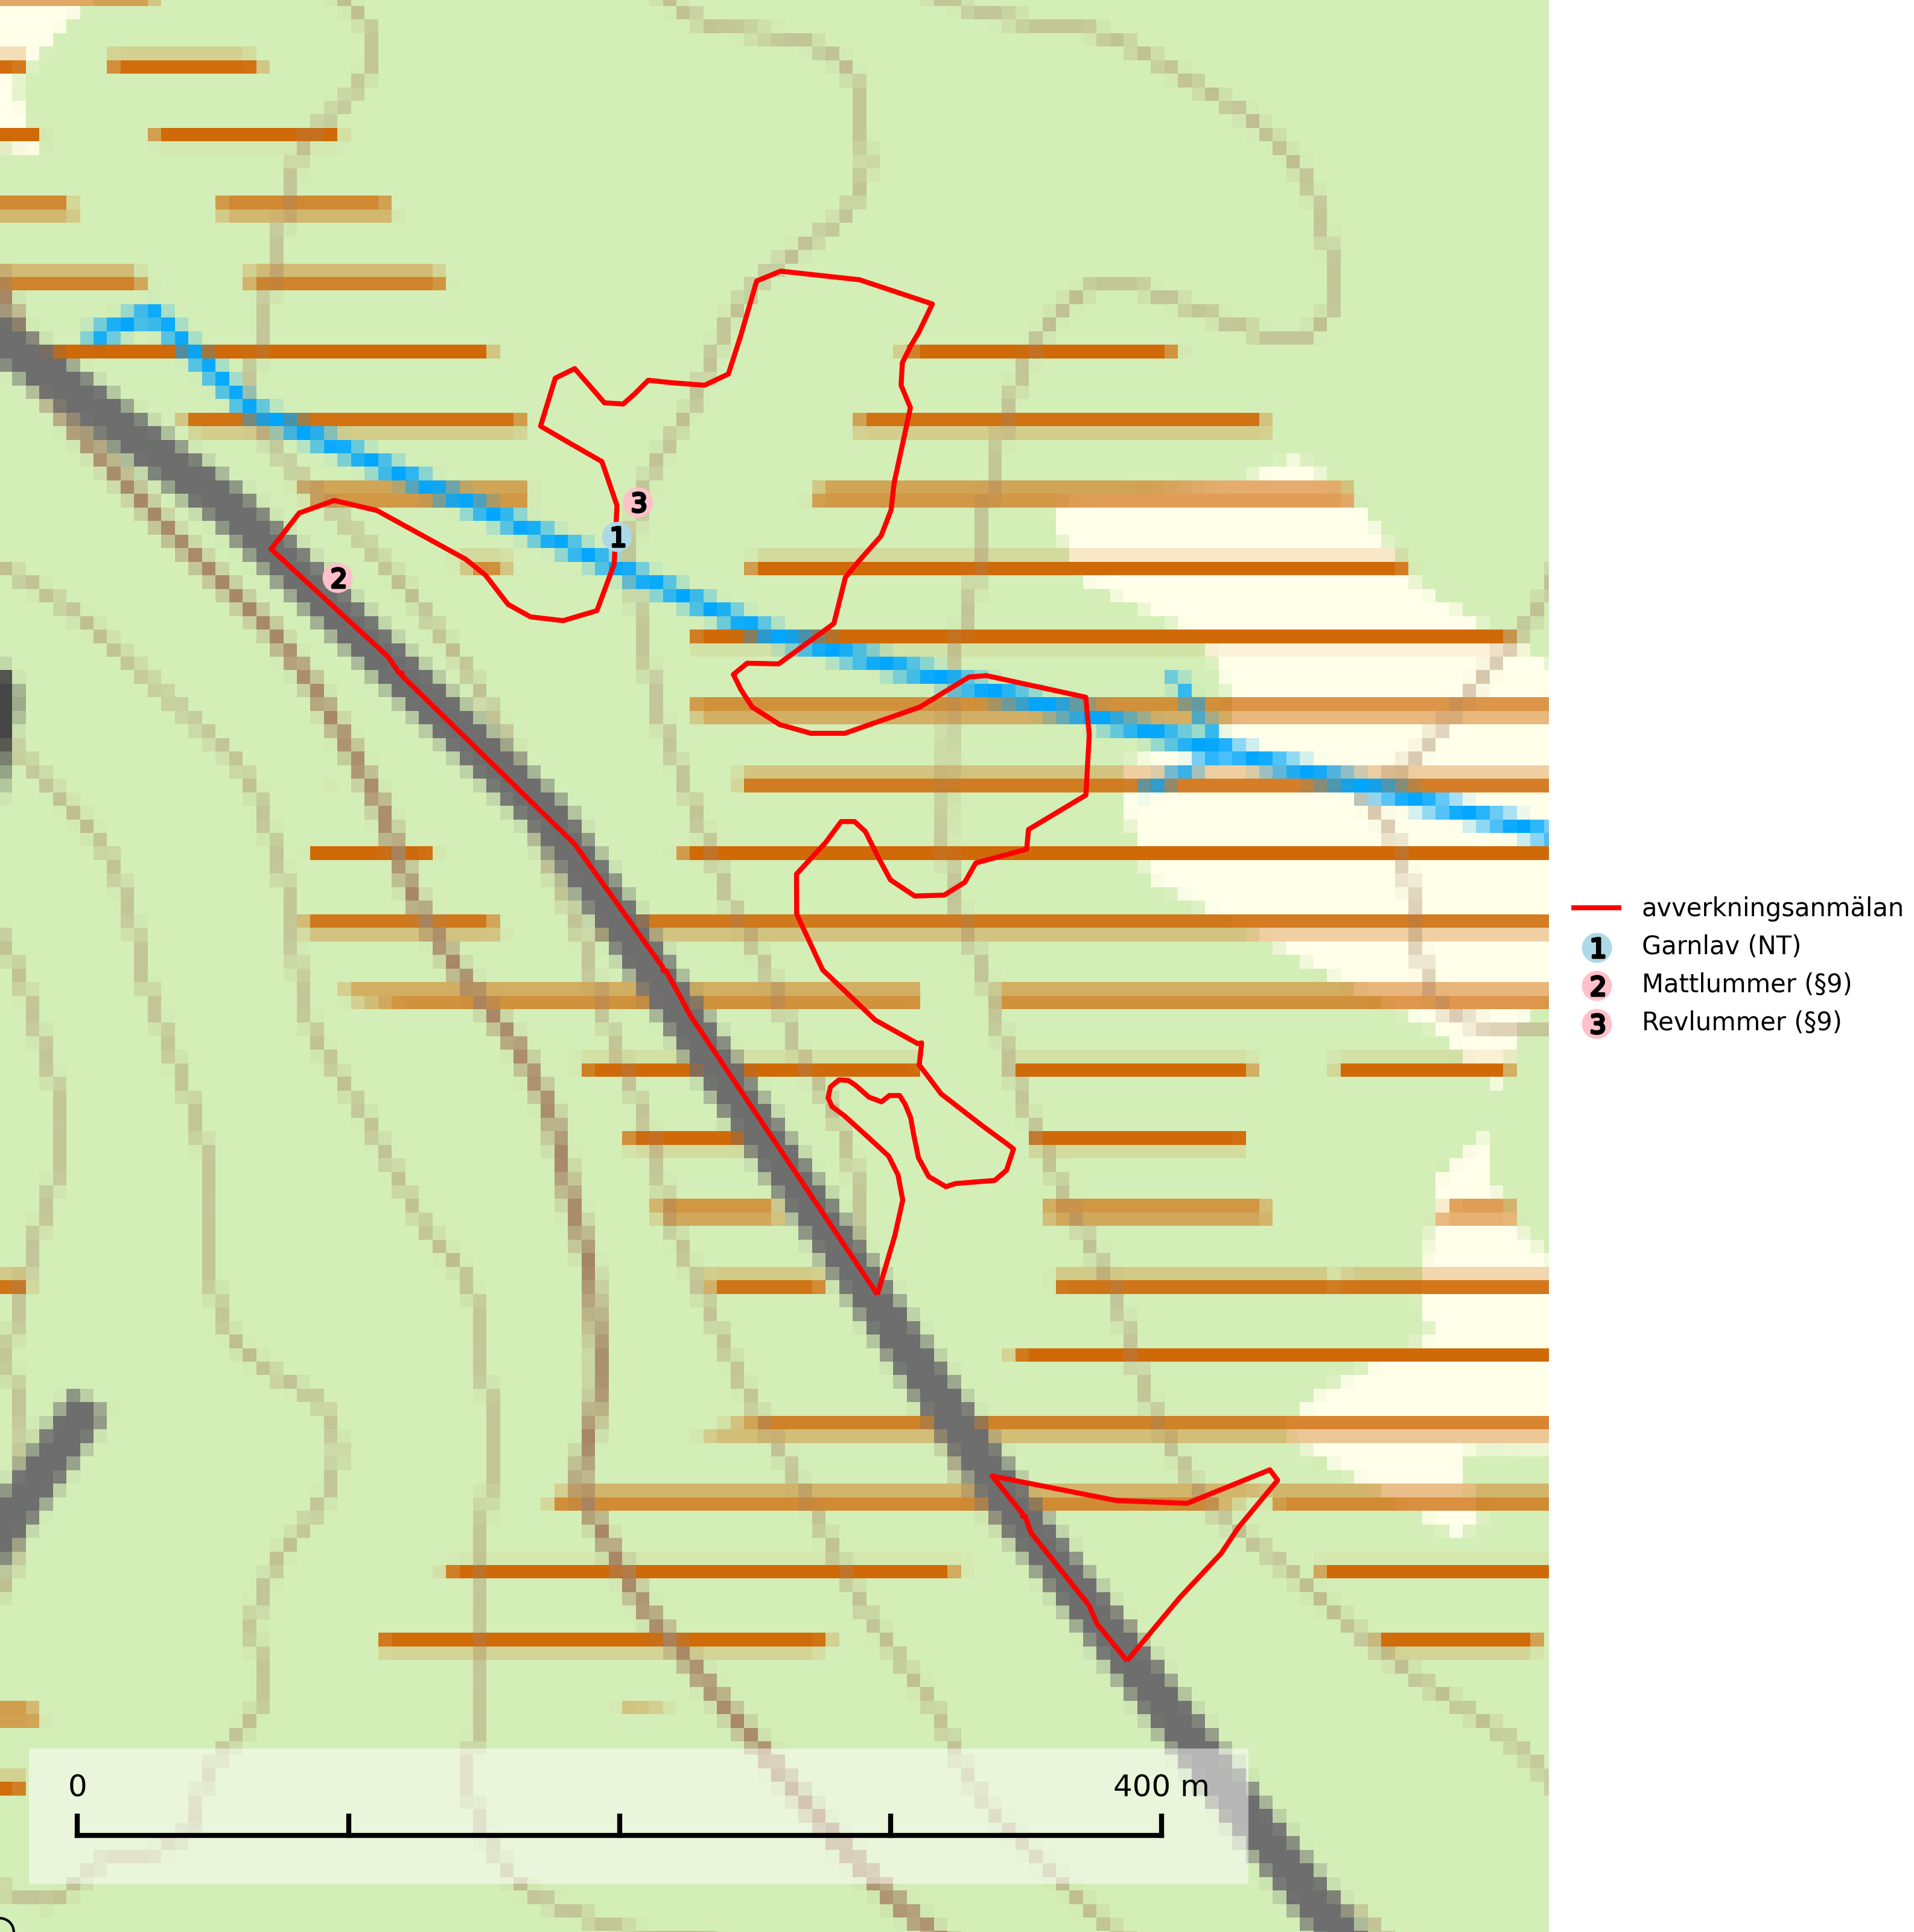 3
1
2
avverkningsanmälan
1 Garnlav (NT)
2 Mattlummer (§9)
3 Revlummer (§9)
0 400 m